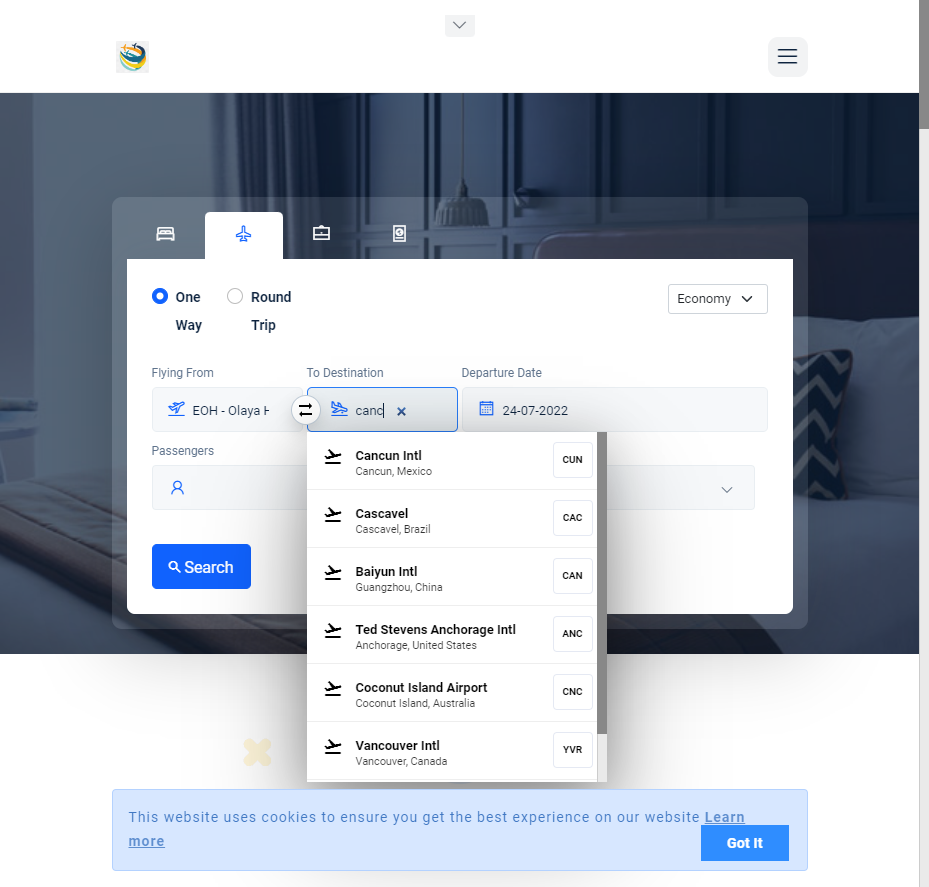 One Way
Round Trip
Economy
Flying From
To Destination
Departure Date
EOH - Olaya H
canc
24-07-2022
Passengers
Cancun Intl
Cancun, Mexico
CUN
Cascavel
Cascavel, Brazil
CAC
Baiyun Intl
Guangzhou, China
CAN
Ted Stevens Anchorage Intl
Anchorage, United States
ANC
Coconut Island Airport
Coconut Island, Australia
CNC
Vancouver Intl
Vancouver, Canada
YVR
Search
This website uses cookies to ensure you get the best experience on our website Learn
more
Got It